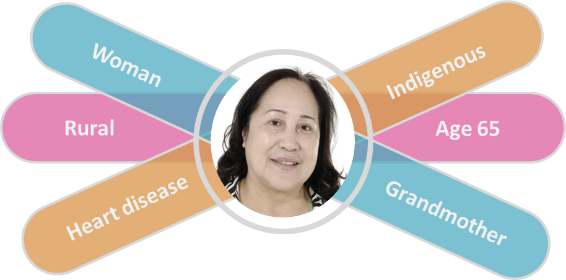 Woman
Indigenous
Rural
Age 65
Heart disease
Grandmother